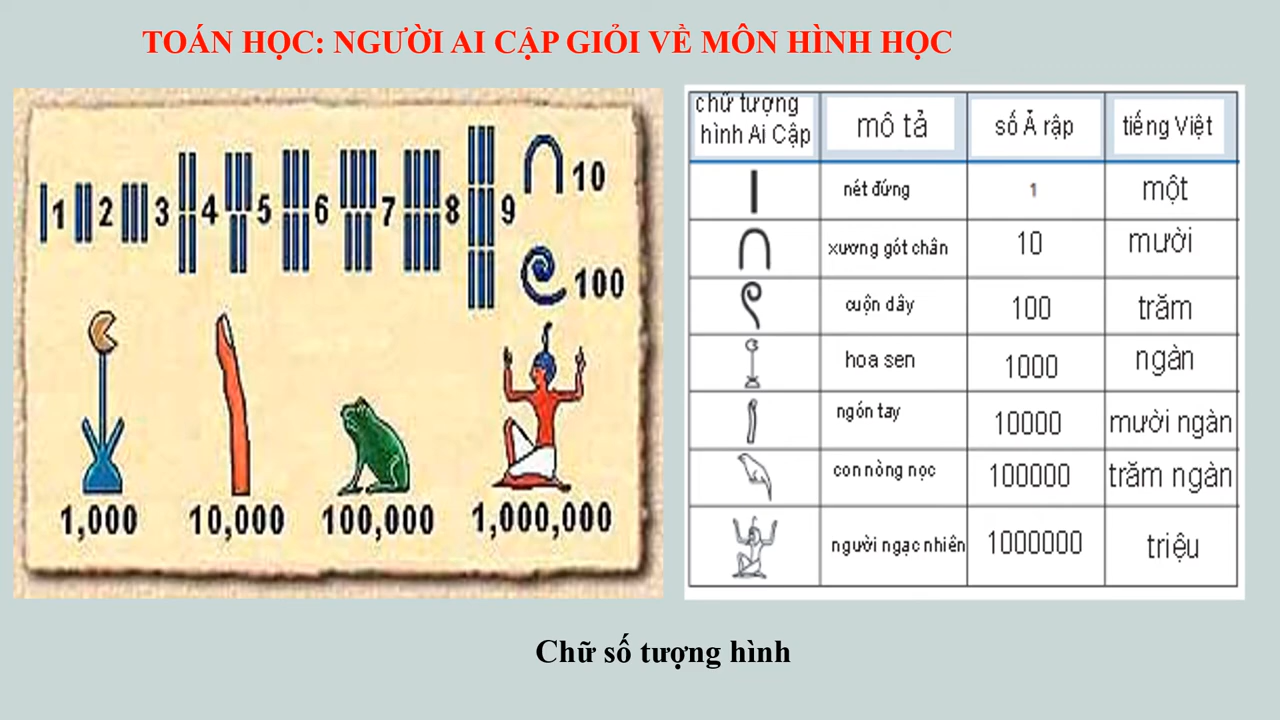 TOÁN HỌC: NGƯỜI AI CẬP GIỎI VỀ MÔN HÌNH HỌC
1 2 3 4 5 6 7 8 9 10
100
1,000 10,000 100,000 1,000,000
chữ tượng hình Ai Cập mô tả số Ả rập tiếng Việt
nét đứng 1 một
xương gót chân 10 mười
cuộn dây 100 trăm
hoa sen 1000 ngàn
ngón tay 10000 mười ngàn
con nòng nọc 100000 trăm ngàn
người ngạc nhiên 1000000 triệu
Chữ số tượng hình